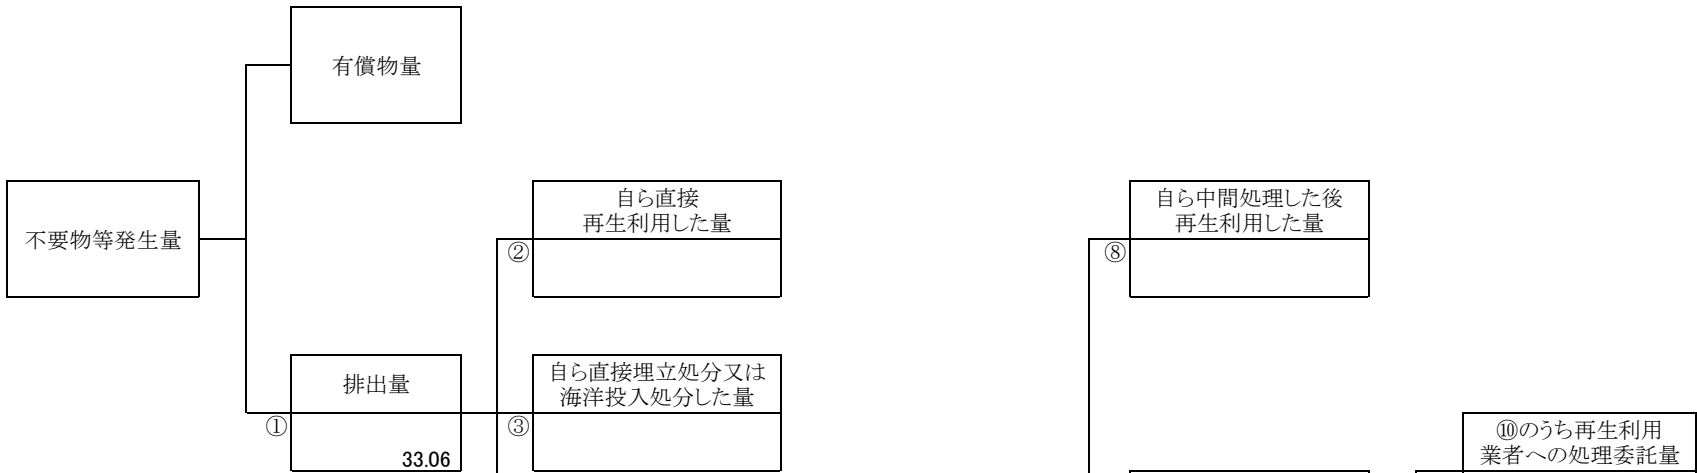 有償物量
不要物等発生量
自ら直接
再生利用した量
②
自ら中間処理した後
再生利用した量
⑧
排出量
①
33.06
自ら直接埋立処分又は
海洋投入処分した量
③
⑩のうち再生利用
業者への処理委託量